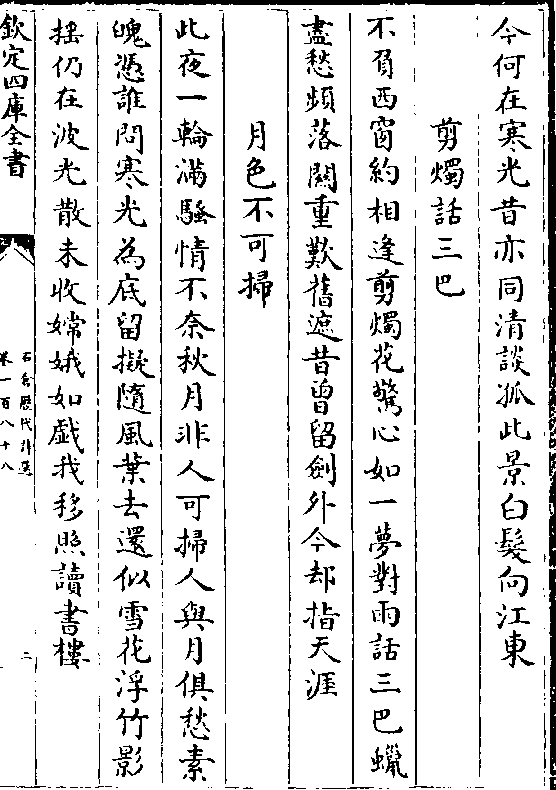 今何在寒光昔亦同清談孤此景白髮向江東
剪燭話三巴
不負西窗約相逢剪燭花驚心如一夢對雨話三巴蠟
盡愁頻落闗重歎舊遮昔曾留劍外今却指天涯
月色不可掃
此夜一輪滿騷情不奈秋月非人可掃人與月俱愁素
魄憑誰問寒光為底留擬隨風葉去還似雪花浮竹影
摇仍在波光散未收嫦娥如戲我移照讀書樓
欽定四庫全書
石倉歷代詩選
卷一百八十八
二